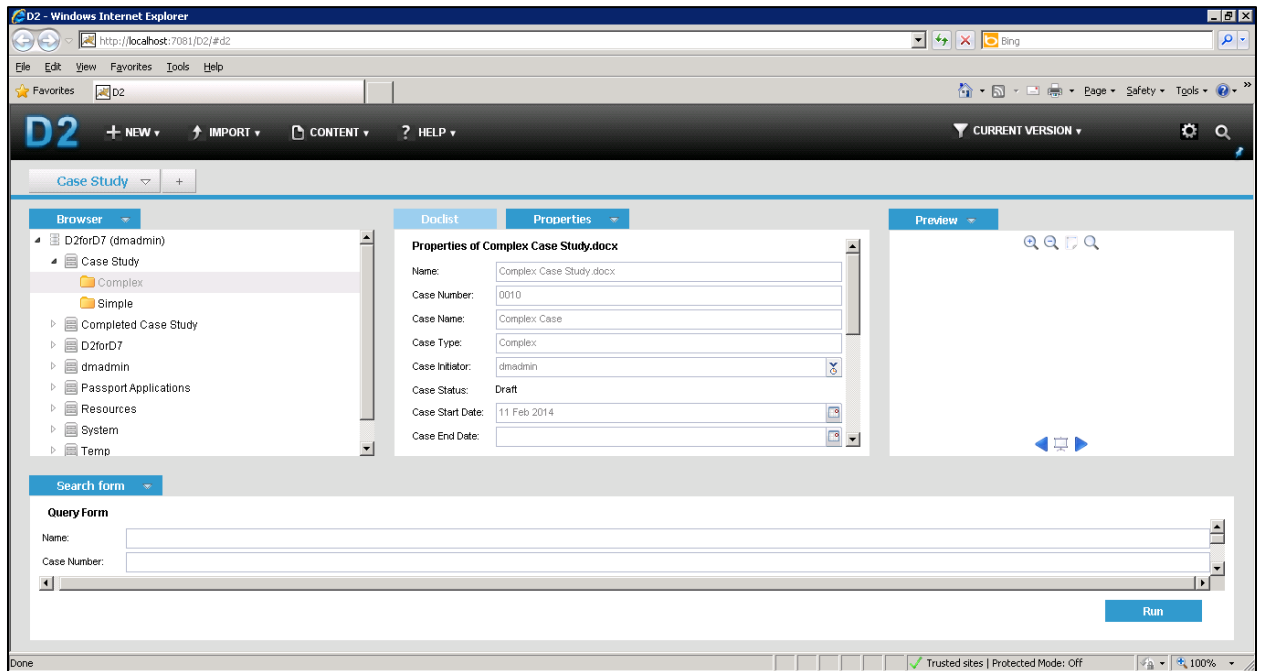 D2 - Windows Internet Explorer
http://localhost:7081/D2/#d2
Bing
File Edit View Favorites Tools Help
Favorites D2 Page Safety Tools
D2 NEW IMPORT CONTENT ? HELP CURRENT VERSION
Case Study +
Browser
D2forD7 (dmadmin)
Case Study
Complex
Simple
Completed Case Study
D2forD7
dmadmin
Passport Applications
Resources
System
Temp
Doclist Properties
Properties of Complex Case Study.docx
Name: Complex Case Study.docx
Case Number: 0010
Case Name: Complex Case
Case Type: Complex
Case Initiator: dmadmin
Case Status: Draft
Case Start Date: 11 Feb 2014
Case End Date:
Preview
Search form
Query Form
Name:
Case Number:
Run
Done Trusted sites | Protected Mode: Off 100%